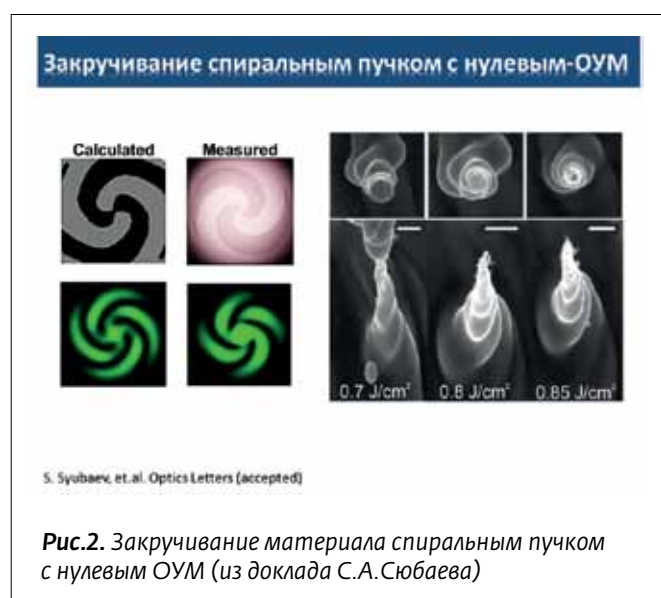 Закручивание спиральным пучком с нулевым-ОУМ
Calculated Measured
0.7 J/cm² 0.8 J/cm² 0.85 J/cm²
S. Syubaev, et.al. Optics Letters (accepted)
Рис.2. Закручивание материала спиральным пучком
с нулевым ОУМ (из доклада С.А.Сюбаева)